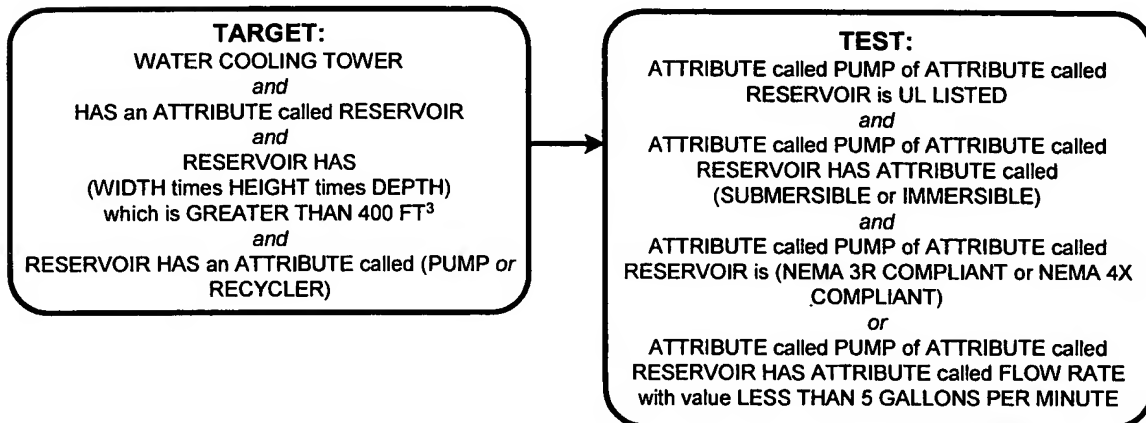 TARGET:
WATER COOLING TOWER
and
HAS an ATTRIBUTE called RESERVOIR
and
RESERVOIR HAS
(WIDTH times HEIGHT times DEPTH)
which is GREATER THAN 400 FT³
and
RESERVOIR HAS an ATTRIBUTE called (PUMP or
RECYCLER)
TEST:
ATTRIBUTE called PUMP of ATTRIBUTE called
RESERVOIR is UL LISTED
and
ATTRIBUTE called PUMP of ATTRIBUTE called
RESERVOIR HAS ATTRIBUTE called
(SUBMERSIBLE or IMMERSIBLE)
and
ATTRIBUTE called PUMP of ATTRIBUTE called
RESERVOIR is (NEMA 3R COMPLIANT or NEMA 4X
COMPLIANT)
or
ATTRIBUTE called PUMP of ATTRIBUTE called
RESERVOIR HAS ATTRIBUTE called FLOW RATE
with value LESS THAN 5 GALLONS PER MINUTE